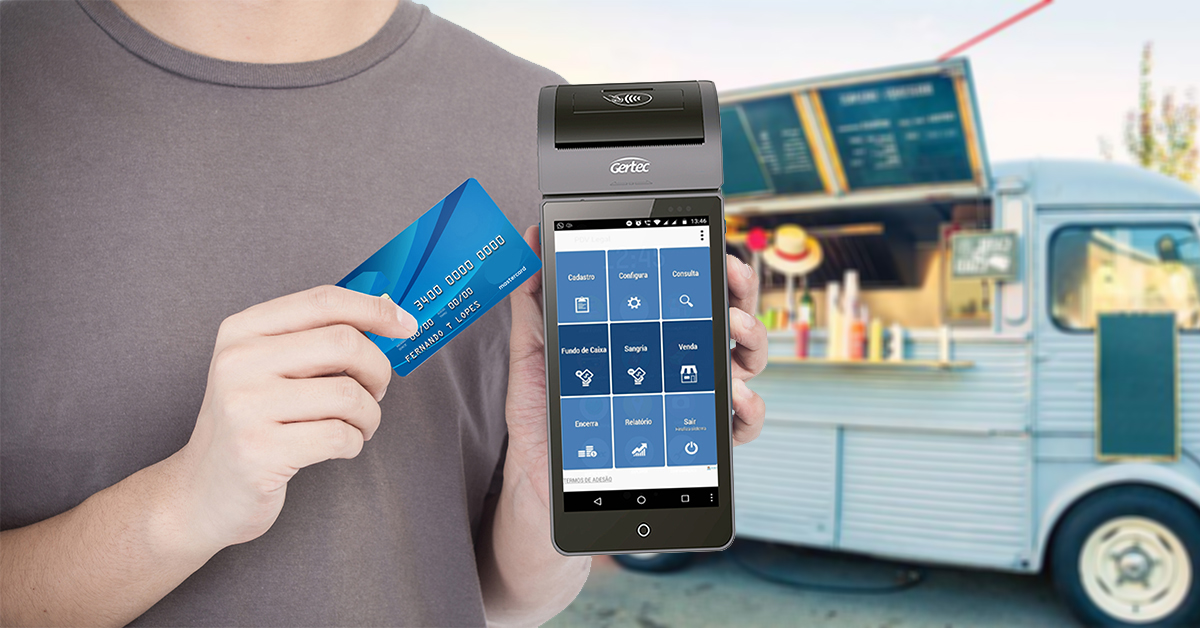 Gertec
13:46
Cadastro
Configura
Consulta
Fundo de Caixa
Sangria
Venda
Encerra
Relatório
Sair
TERMOS DE ADESÃO
3400 0000 0000
00/00 00/00
FERNANDO T LOPES
mastercard